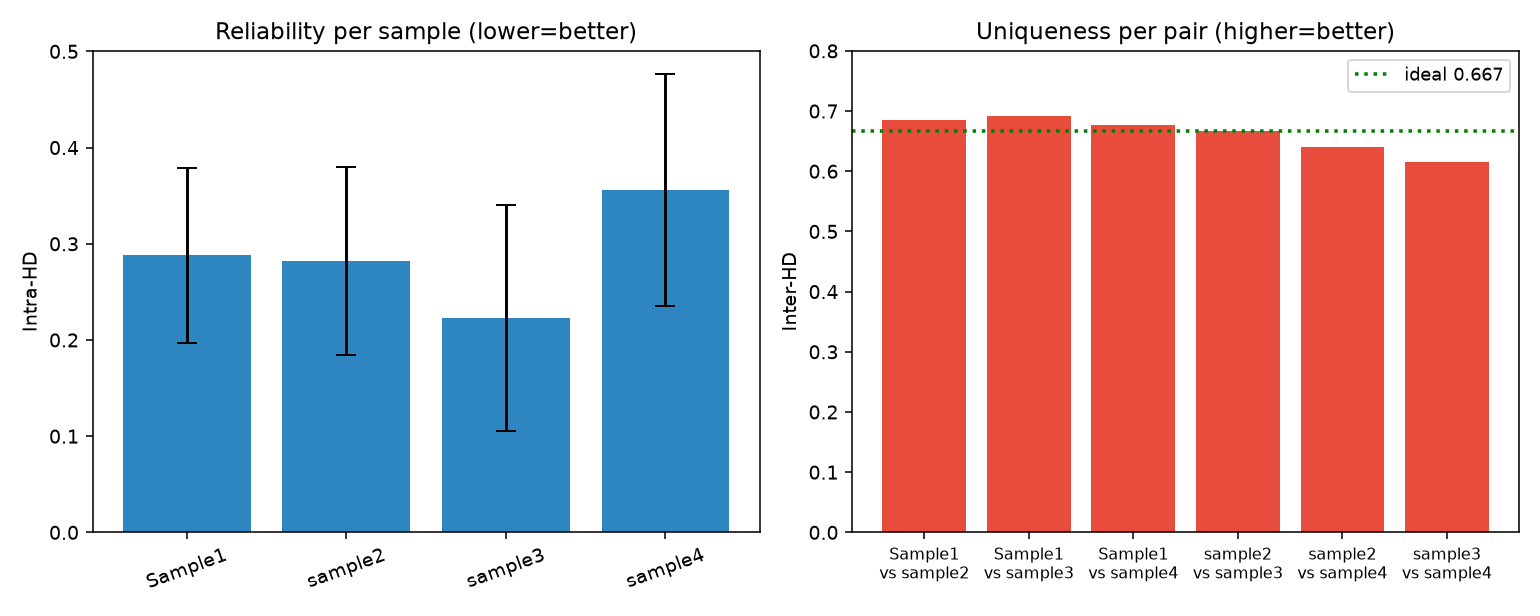 Reliability per sample (lower=better)
Intra-HD
0.5
0.4
0.3
0.2
0.1
0.0
Sample1
sample2
sample3
sample4
Uniqueness per pair (higher=better)
Inter-HD
0.8
0.7
0.6
0.5
0.4
0.3
0.2
0.1
0.0
ideal 0.667
Sample1
vs sample2
Sample1
vs sample3
Sample1
vs sample4
sample2
vs sample3
sample2
vs sample4
sample3
vs sample4